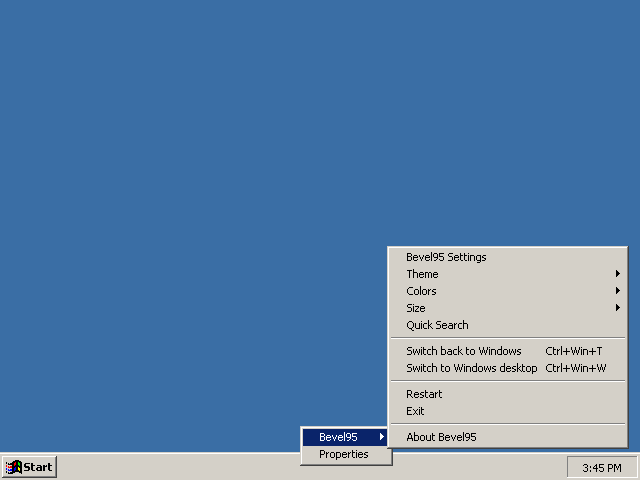 Bevel95 Settings
Theme
Colors
Size
Quick Search
Switch back to Windows Ctrl+Win+T
Switch to Windows desktop Ctrl+Win+W
Restart
Exit
About Bevel95
Bevel95
Properties
Start
3:45 PM